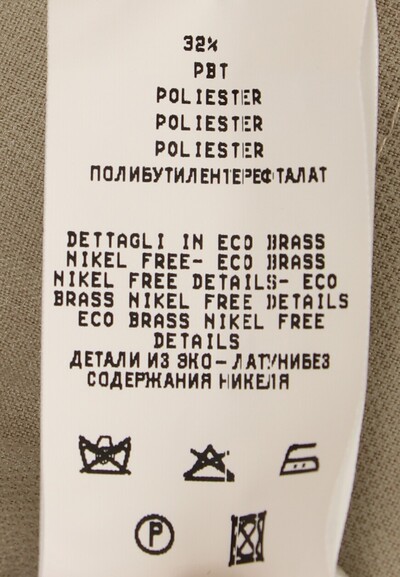 32%
PBT
POLIESTER
POLIESTER
POLIESTER
ПОЛИБУТИЛЕНТЕРЕФТАЛАТ
DETTAGLI IN ECO BRASS
NIKEL FREE- ECO BRASS
NIKEL FREE DETAILS- ECO
BRASS NIKEL FREE DETAILS
ECO BRASS NIKEL FREE
DETAILS
ДЕТАЛИ ИЗ ЭКО-ЛАТУНИБЕЗ
СОДЕРЖАНИЯ НИКЕЛЯ
P